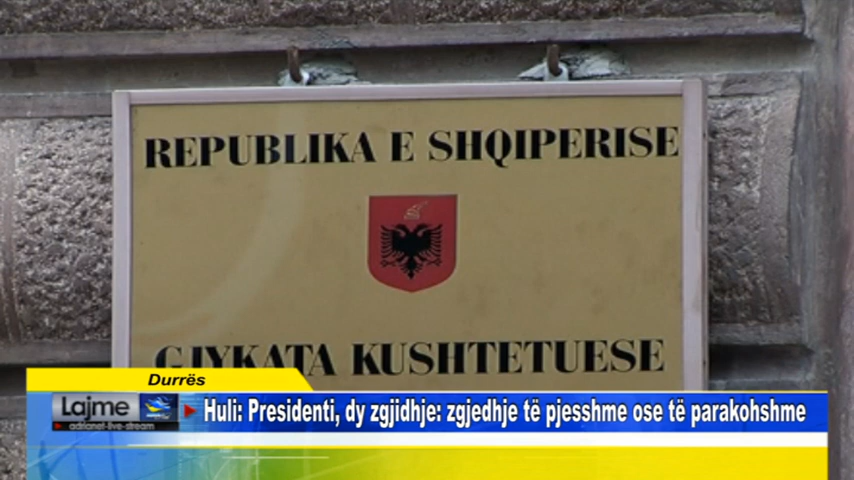 REPUBLIKA E SHQIPERISE
GJYKATA KUSHTETUESE
Durrës
Lajme
Huli: Presidenti, dy zgjidhje: zgjedhje të pjesshme ose të parakohshme
adrianet-live-stream